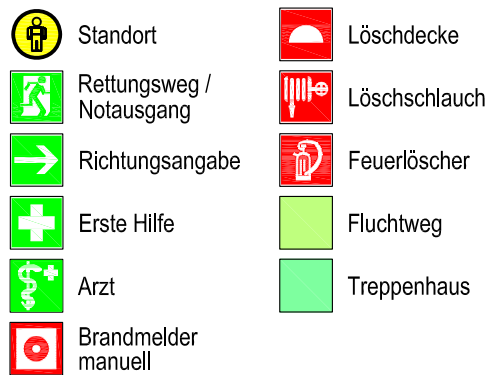 Standort
Rettungsweg /
Notausgang
Richtungsangabe
Erste Hilfe
Arzt
Brandmelder
manuell
Löschdecke
Löschschlauch
Feuerlöscher
Fluchtweg
Treppenhaus